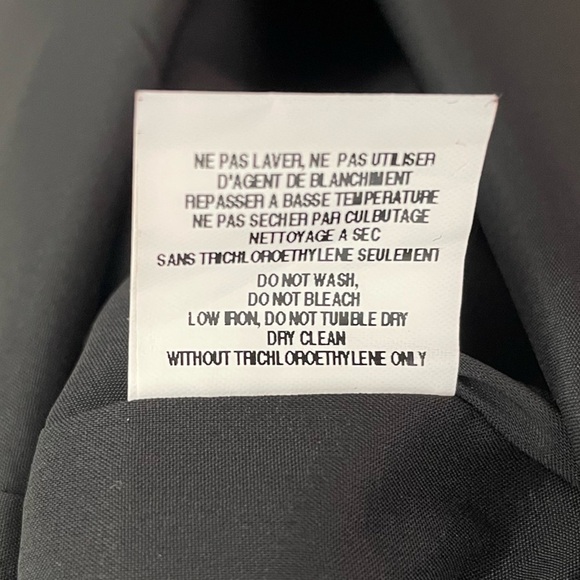 NE PAS LAVER, NE PAS UTILISER
D'AGENT DE BLANCHIMENT
REPASSER A BASSE TEMPERATURE
NE PAS SECHER PAR CULBUTAGE
NETTOYAGE A SEC
SANS TRICHLOROETHYLENE SEULEMENT
DO NOT WASH,
DO NOT BLEACH
LOW IRON, DO NOT TUMBLE DRY
DRY CLEAN
WITHOUT TRICHLOROETHYLENE ONLY